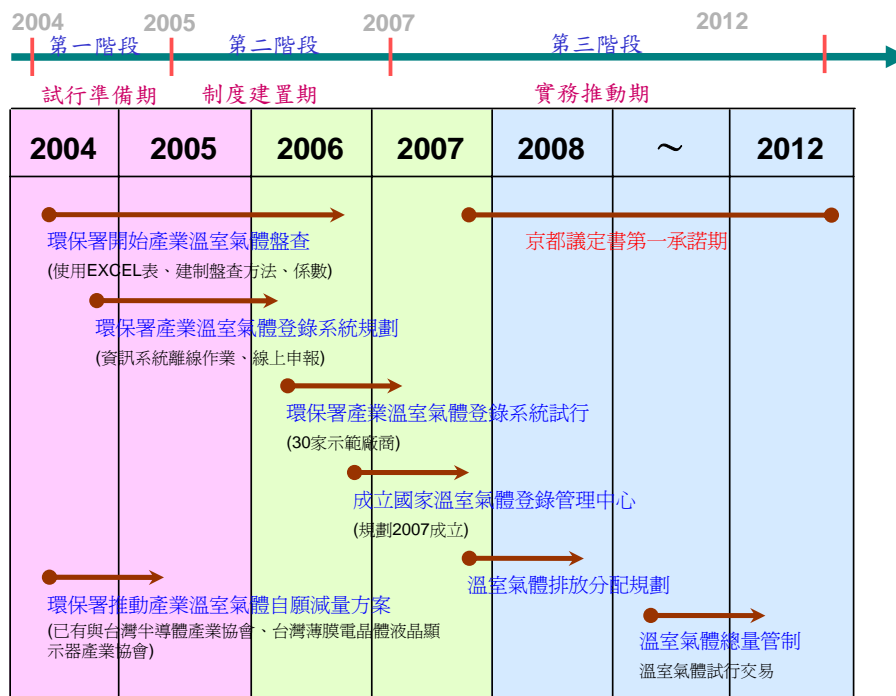 2004 2005 2007 2012
第一階段 第二階段 第三階段
試行準備期 制度建置期 實務推動期
2004 2005 2006 2007 2008 ～ 2012
環保署開始產業溫室氣體盤查
(使用EXCEL表、建制盤查方法、係數)
京都議定書第一承諾期
環保署產業溫室氣體登錄系統規劃
(資訊系統離線作業、線上申報)
環保署產業溫室氣體登錄系統試行
(30家示範廠商)
成立國家溫室氣體登錄管理中心
(規劃2007成立)
溫室氣體排放分配規劃
環保署推動產業溫室氣體自願減量方案
(已有與台灣半導體產業協會、台灣薄膜電晶體液晶顯
示器產業協會)
溫室氣體總量管制
溫室氣體試行交易